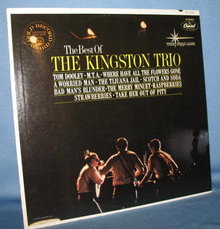 The Best Of
THE KINGSTON TRIO
TOM DOOLEY • M.T.A. • WHERE HAVE ALL THE FLOWERS GONE
A WORRIED MAN • THE TIJUANA JAIL • SCOTCH AND SODA
BAD MAN'S BLUNDER • THE MERRY MINUET • RASPBERRIES
STRAWBERRIES • TAKE HER OUT OF PITY
Capitol